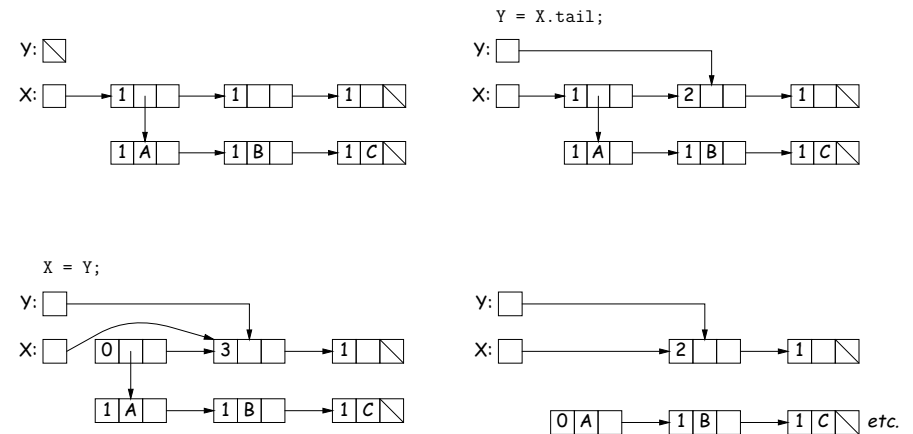 Y:
X: 1 1 1
1 A 1 B 1 C
Y = X.tail;
Y:
X: 1 2 1
1 A 1 B 1 C
X = Y;
Y:
X: 0 3 1
1 A 1 B 1 C
Y:
X: 2 1
0 A 1 B 1 C etc.